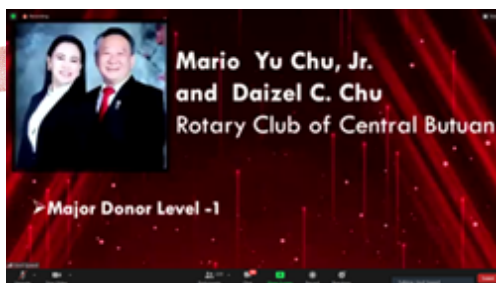 Mario Yu Chu, Jr.
and Daizel C. Chu
Rotary Club of Central Butuan
➢Major Donor Level -1